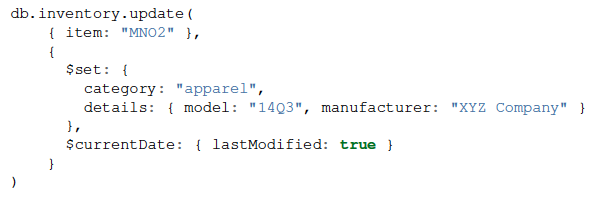 db.inventory.update(
    { item: "MNO2" },
    {
      $set: {
        category: "apparel",
        details: { model: "14Q3", manufacturer: "XYZ Company" }
      },
      $currentDate: { lastModified: true }
    }
)